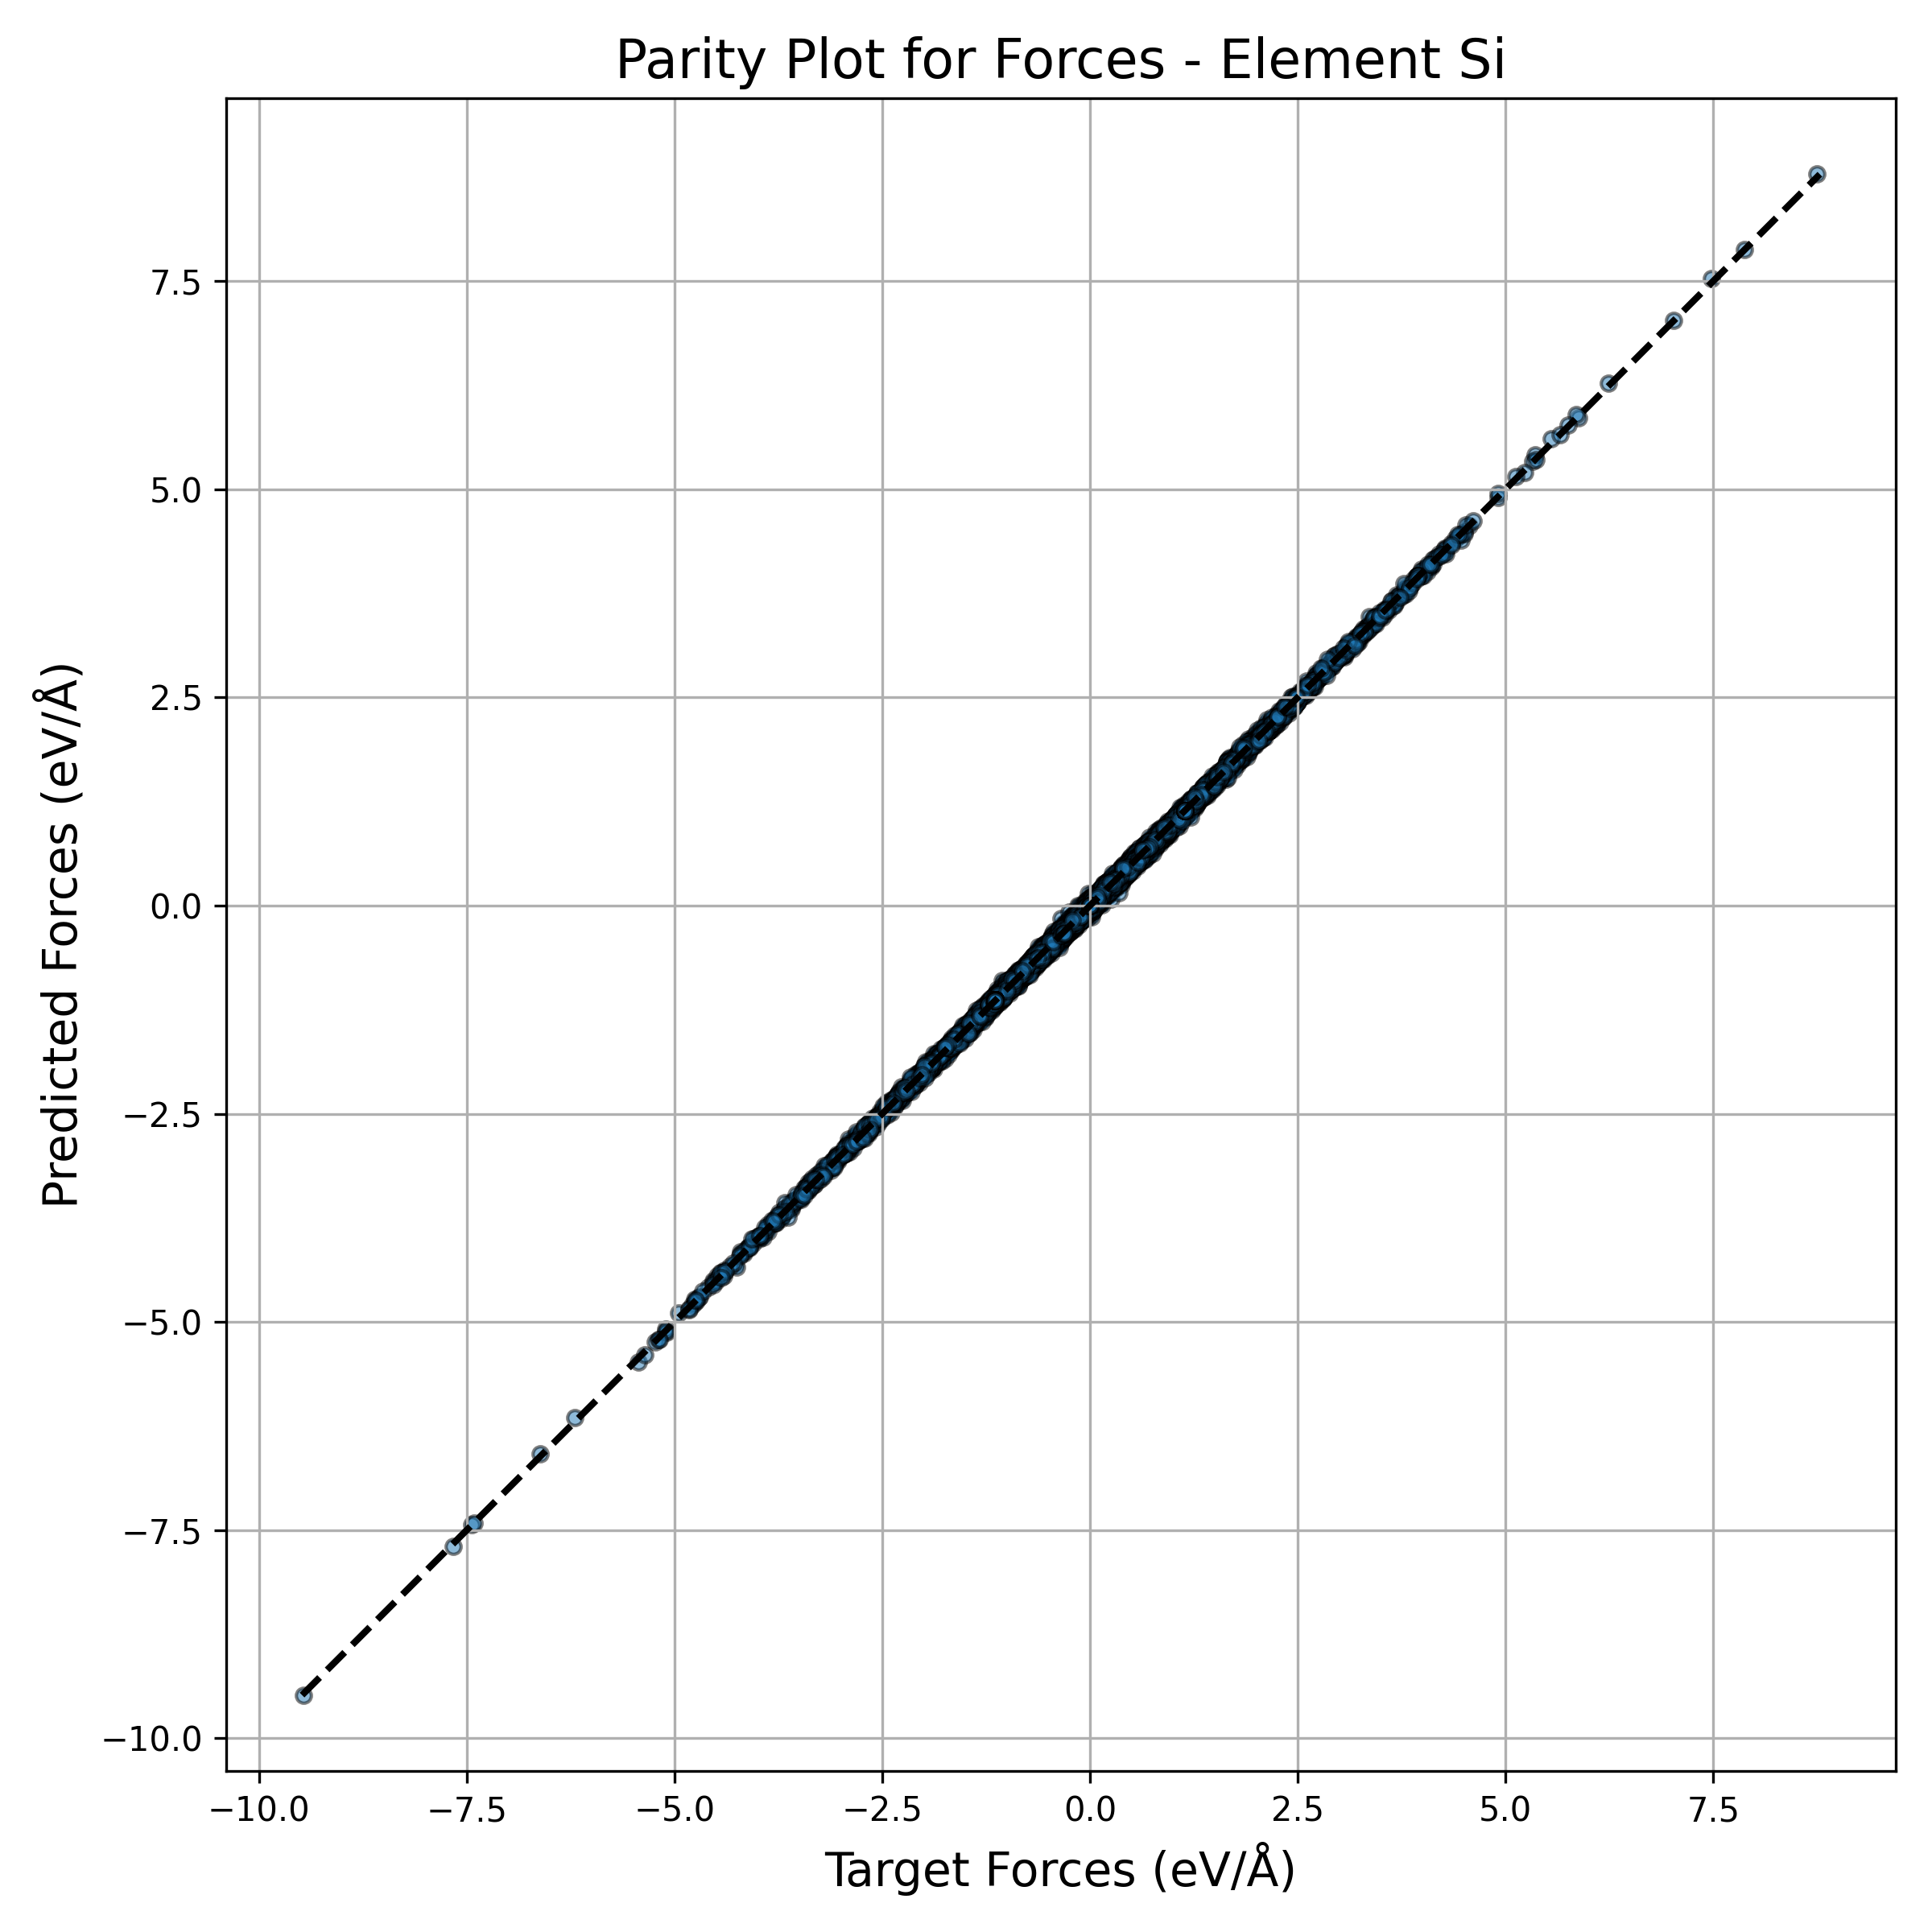 Parity Plot for Forces - Element Si
Predicted Forces (eV/Å)
7.5
5.0
2.5
0.0
−2.5
−5.0
−7.5
−10.0
−10.0 −7.5 −5.0 −2.5 0.0 2.5 5.0 7.5
Target Forces (eV/Å)